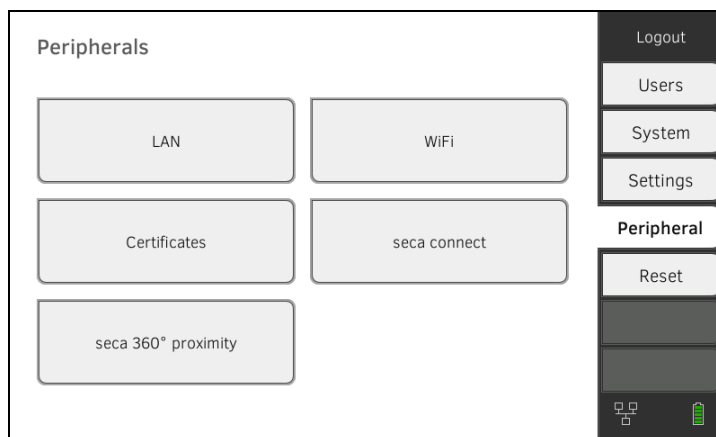 Peripherals
LAN
WiFi
Certificates
seca connect
seca 360° proximity
Logout
Users
System
Settings
Peripheral
Reset